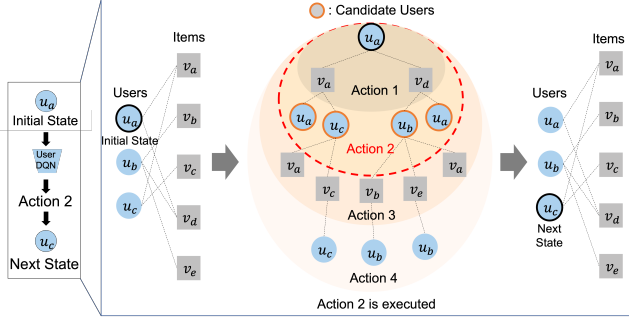 : Candidate Users
u_a
Initial State
User
DQN
Action 2
u_c
Next State
Items
Users
u_a
Initial State
u_b
u_c
v_a
v_b
v_c
v_d
v_e
u_a
v_a
v_d
Action 1
u_a
u_c
u_b
u_a
Action 2
v_a
v_a
v_c
v_b
v_e
Action 3
u_c
u_b
u_b
Action 4
Action 2 is executed
Items
Users
u_a
u_b
u_c
Next
State
v_a
v_b
v_c
v_d
v_e